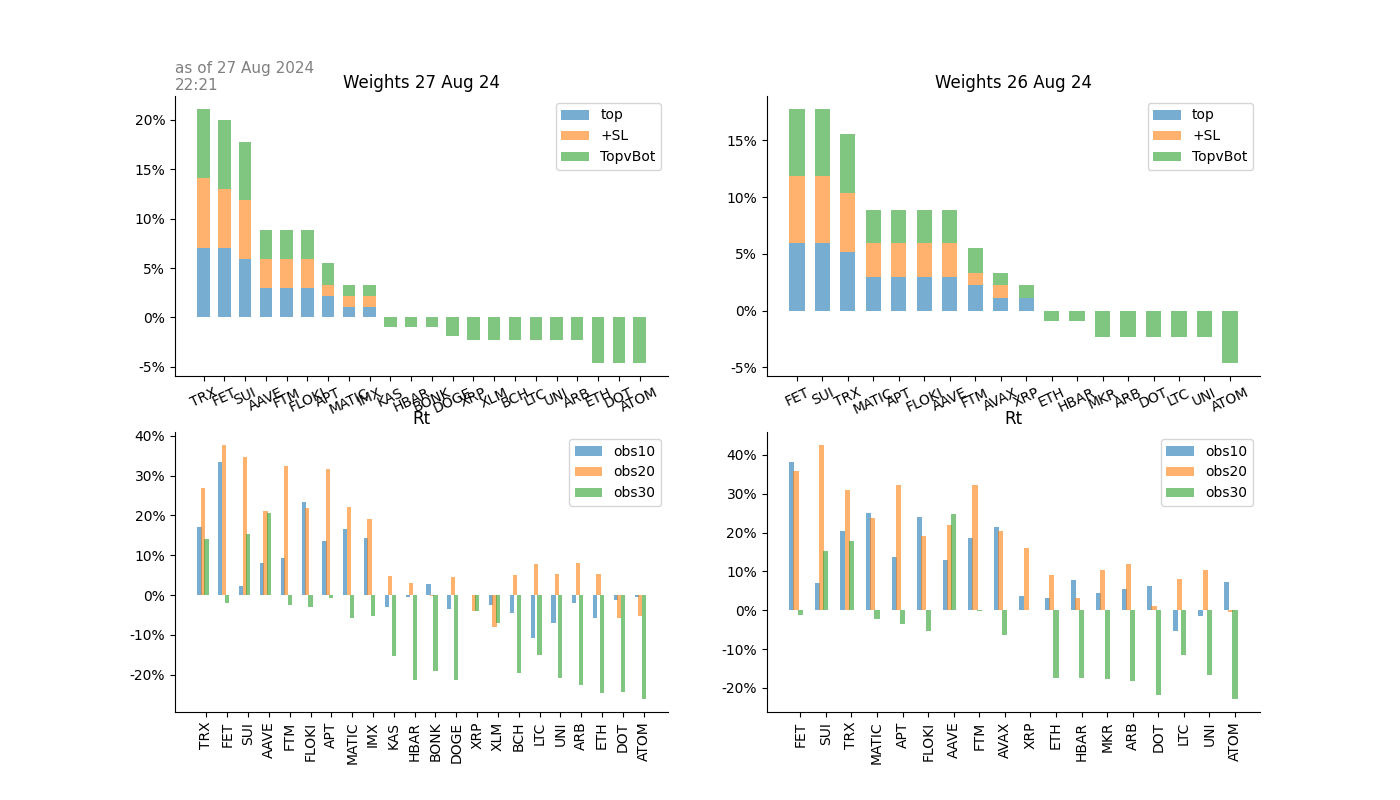 as of 27 Aug 2024
22:21
Weights 27 Aug 24
20%
15%
10%
5%
0%
-5%
top
+SL
TopvBot
TRX FET SUI AAVE FTM FLOKI APT MATIC IMX KAS HBAR BONK DOGE XRP XLM BCH LTC UNI ARB ETH DOT ATOM
Weights 26 Aug 24
15%
10%
5%
0%
-5%
top
+SL
TopvBot
FET SUI TRX MATIC APT FLOKI AAVE FTM AVAX XRP ETH HBAR MKR ARB DOT LTC UNI ATOM
Rt
40%
30%
20%
10%
0%
-10%
-20%
obs10
obs20
obs30
TRX FET SUI AAVE FTM FLOKI APT MATIC IMX KAS HBAR BONK DOGE XRP XLM BCH LTC UNI ARB ETH DOT ATOM
Rt
40%
30%
20%
10%
0%
-10%
-20%
obs10
obs20
obs30
FET SUI TRX MATIC APT FLOKI AAVE FTM AVAX XRP ETH HBAR MKR ARB DOT LTC UNI ATOM